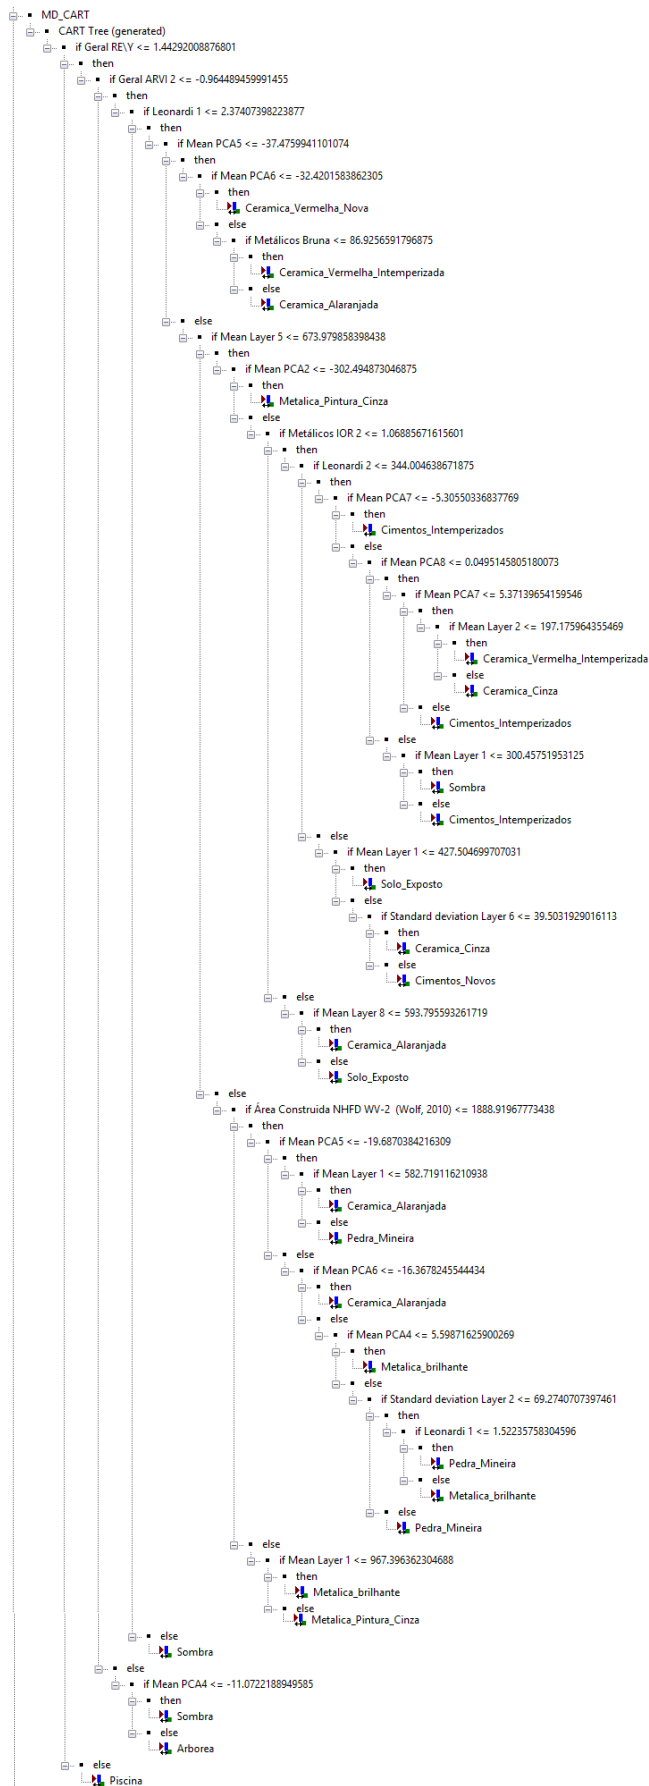 MD_CART
CART Tree (generated)
if Geral RE\Y <= 1.44292008876801
then
if Geral ARVI 2 <= -0.964489459991455
then
if Leonardi 1 <= 2.37407398223877
then
if Mean PCA5 <= -37.4759941101074
then
if Mean PCA6 <= -32.4201583862305
then
Ceramica_Vermelha_Nova
else
if Metálicos Bruna <= 86.9256591796875
then
Ceramica_Vermelha_Intemperizada
else
Ceramica_Alaranjada
else
if Mean Layer 5 <= 673.979858398438
then
if Mean PCA2 <= -302.494873046875
then
Metalica_Pintura_Cinza
else
if Metálicos IOR 2 <= 1.06885671615601
then
if Leonardi 2 <= 344.004638671875
then
if Mean PCA7 <= -5.30550336837769
then
Cimentos_Intemperizados
else
if Mean PCA8 <= 0.0495145805180073
then
if Mean PCA7 <= 5.37139654159546
then
if Mean Layer 2 <= 197.175964355469
then
Ceramica_Vermelha_Intemperizada
else
Ceramica_Cinza
else
Cimentos_Intemperizados
else
if Mean Layer 1 <= 300.45751953125
then
Sombra
else
Cimentos_Intemperizados
else
if Mean Layer 1 <= 427.504699707031
then
Solo_Exposto
else
if Standard deviation Layer 6 <= 39.5031929016113
then
Ceramica_Cinza
else
Cimentos_Novos
else
if Mean Layer 8 <= 593.795593261719
then
Ceramica_Alaranjada
else
Solo_Exposto
else
if Área Construida NHFD WV-2 (Wolf, 2010) <= 1888.91967773438
then
if Mean PCA5 <= -19.6870384216309
then
if Mean Layer 1 <= 582.719116210938
then
Ceramica_Alaranjada
else
Pedra_Mineira
else
if Mean PCA6 <= -16.3678245544434
then
Ceramica_Alaranjada
else
if Mean PCA4 <= 5.59871625900269
then
Metalica_brilhante
else
if Standard deviation Layer 2 <= 69.2740707397461
then
if Leonardi 1 <= 1.52235758304596
then
Pedra_Mineira
else
Metalica_brilhante
else
Pedra_Mineira
else
if Mean Layer 1 <= 967.396362304688
then
Metalica_brilhante
else
Metalica_Pintura_Cinza
else
Sombra
else
if Mean PCA4 <= -11.0722188949585
then
Sombra
else
Arborea
else
Piscina